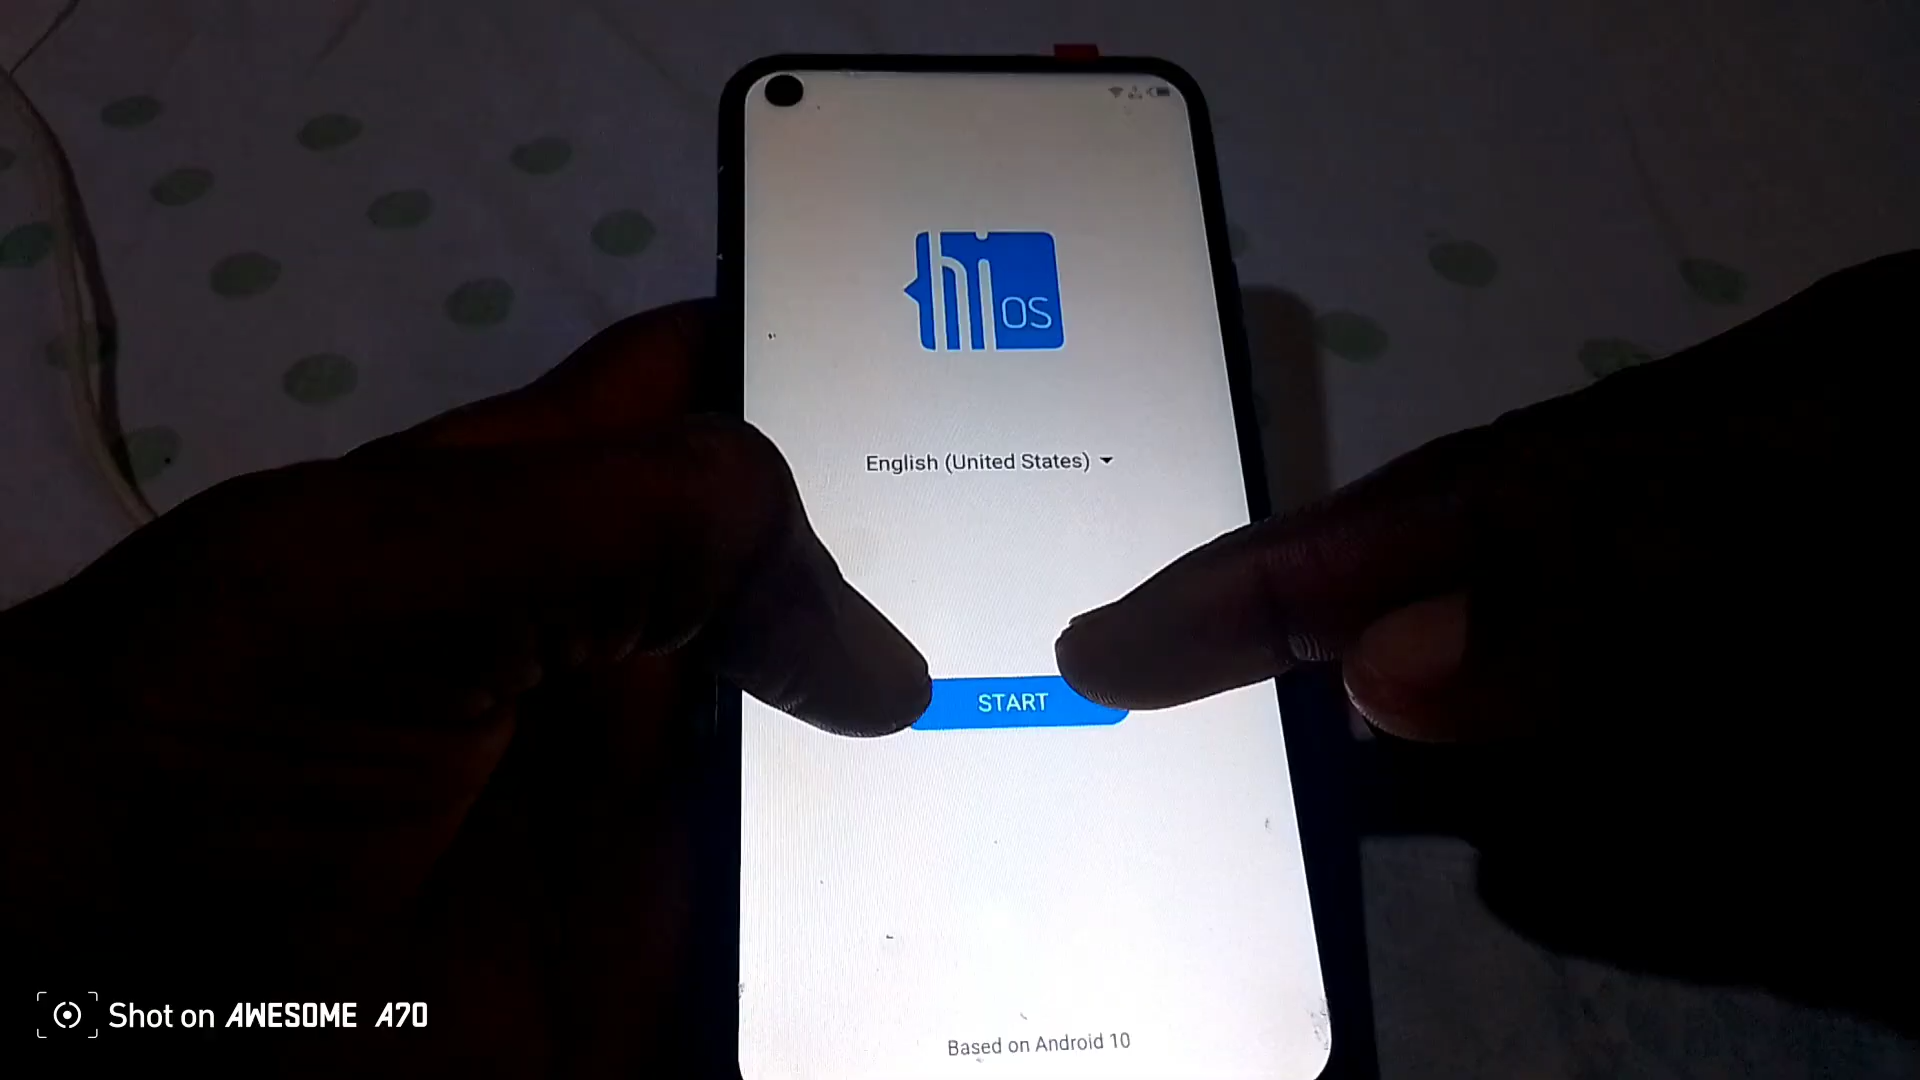 hi OS
English (United States)
START
Based on Android 10
Shot on AWESOME A70